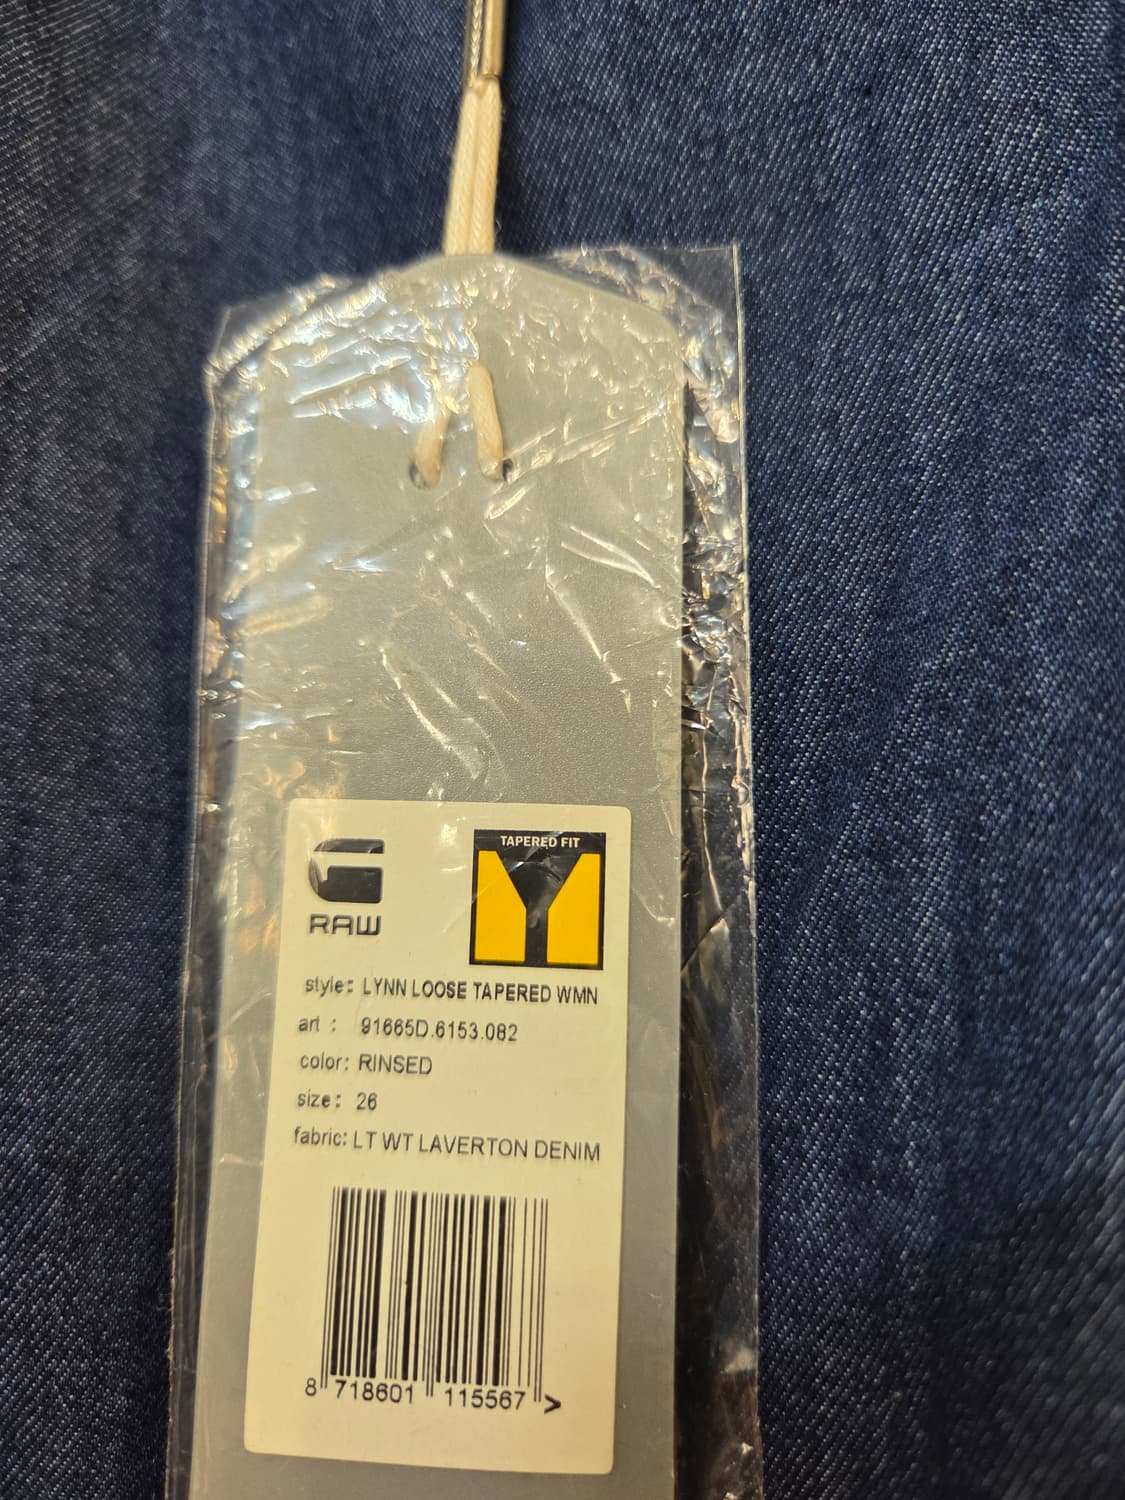 TAPERED FIT
G
RAW
style: LYNN LOOSE TAPERED WMN
art : 91665D.6153.082
color: RINSED
size: 26
fabric: LT WT LAVERTON DENIM
8 718601 115567 >